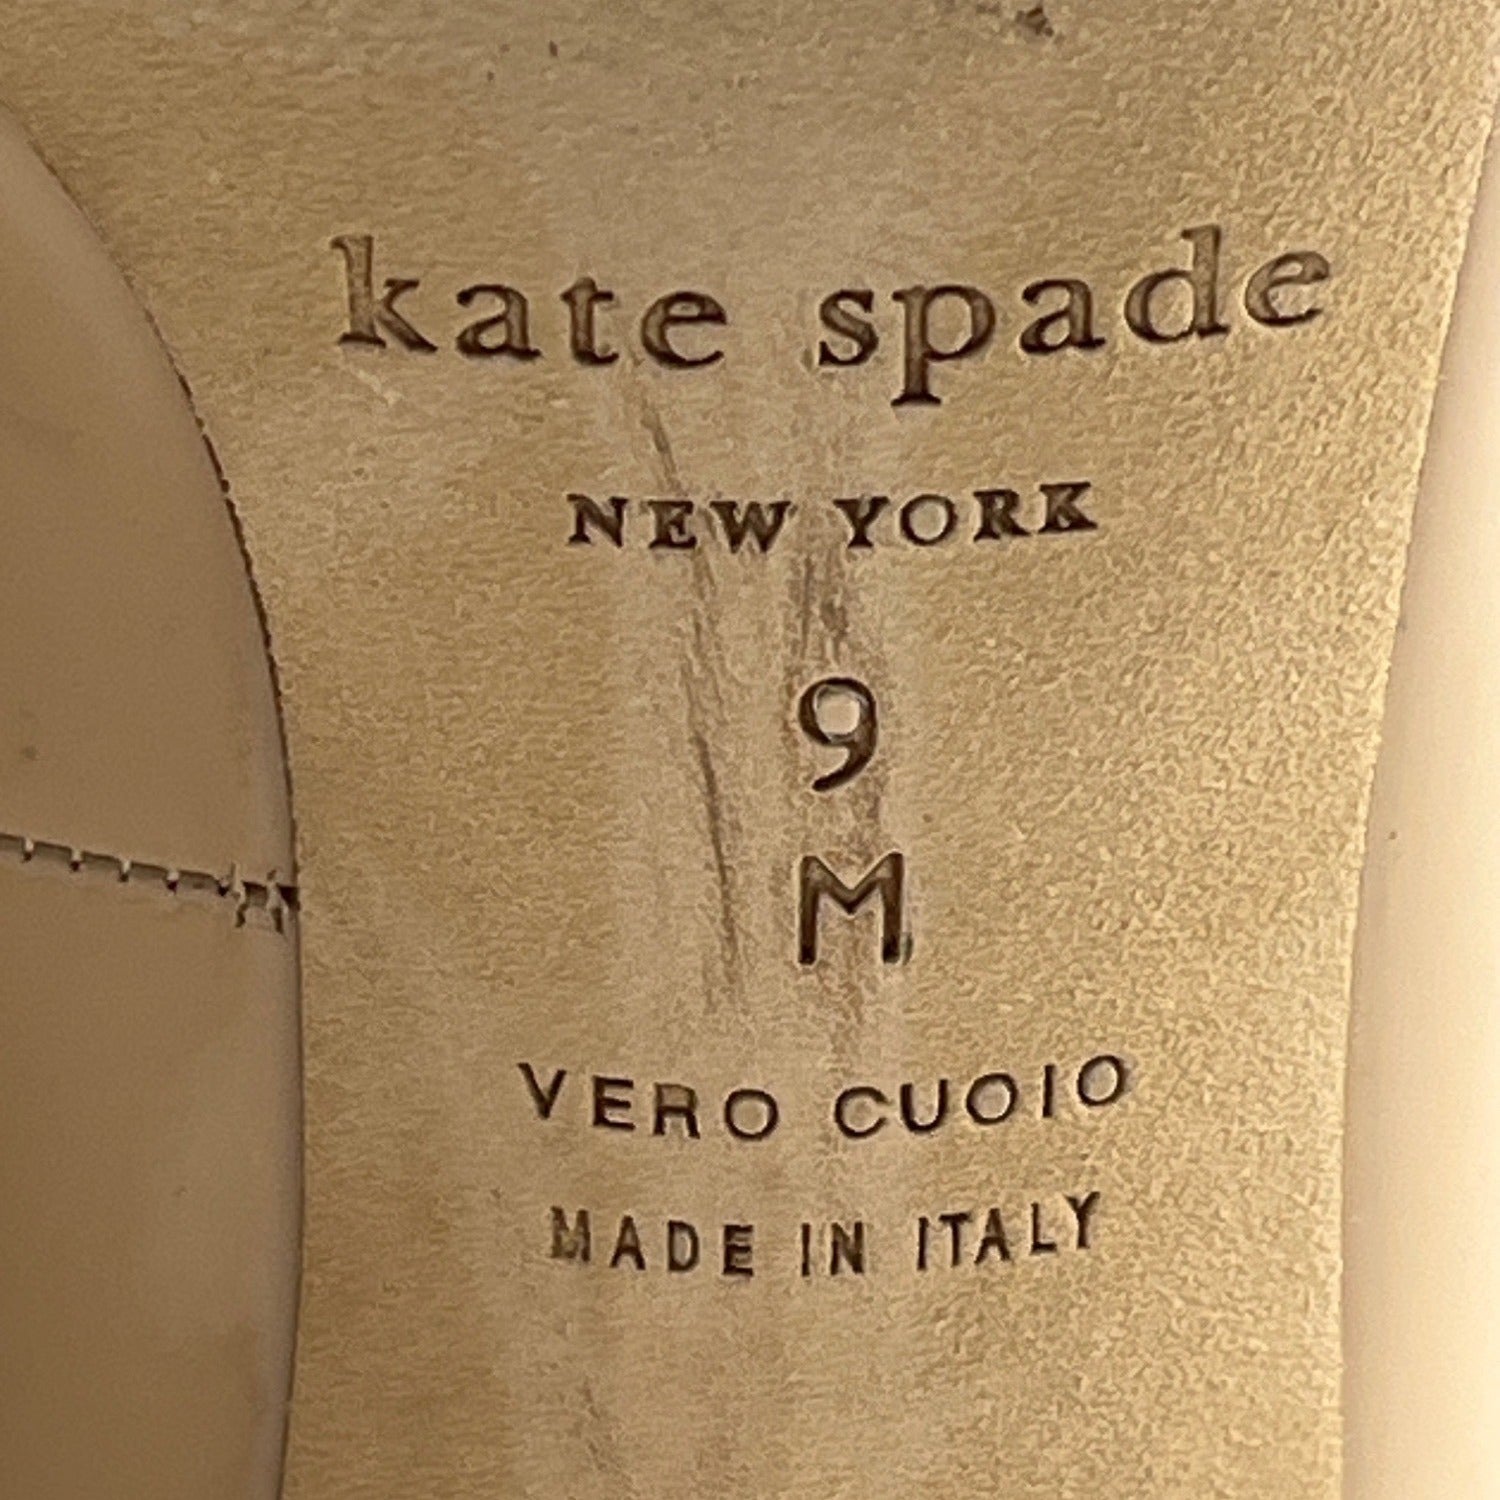 kate spade
NEW YORK
9
M
VERO CUOIO
MADE IN ITALY